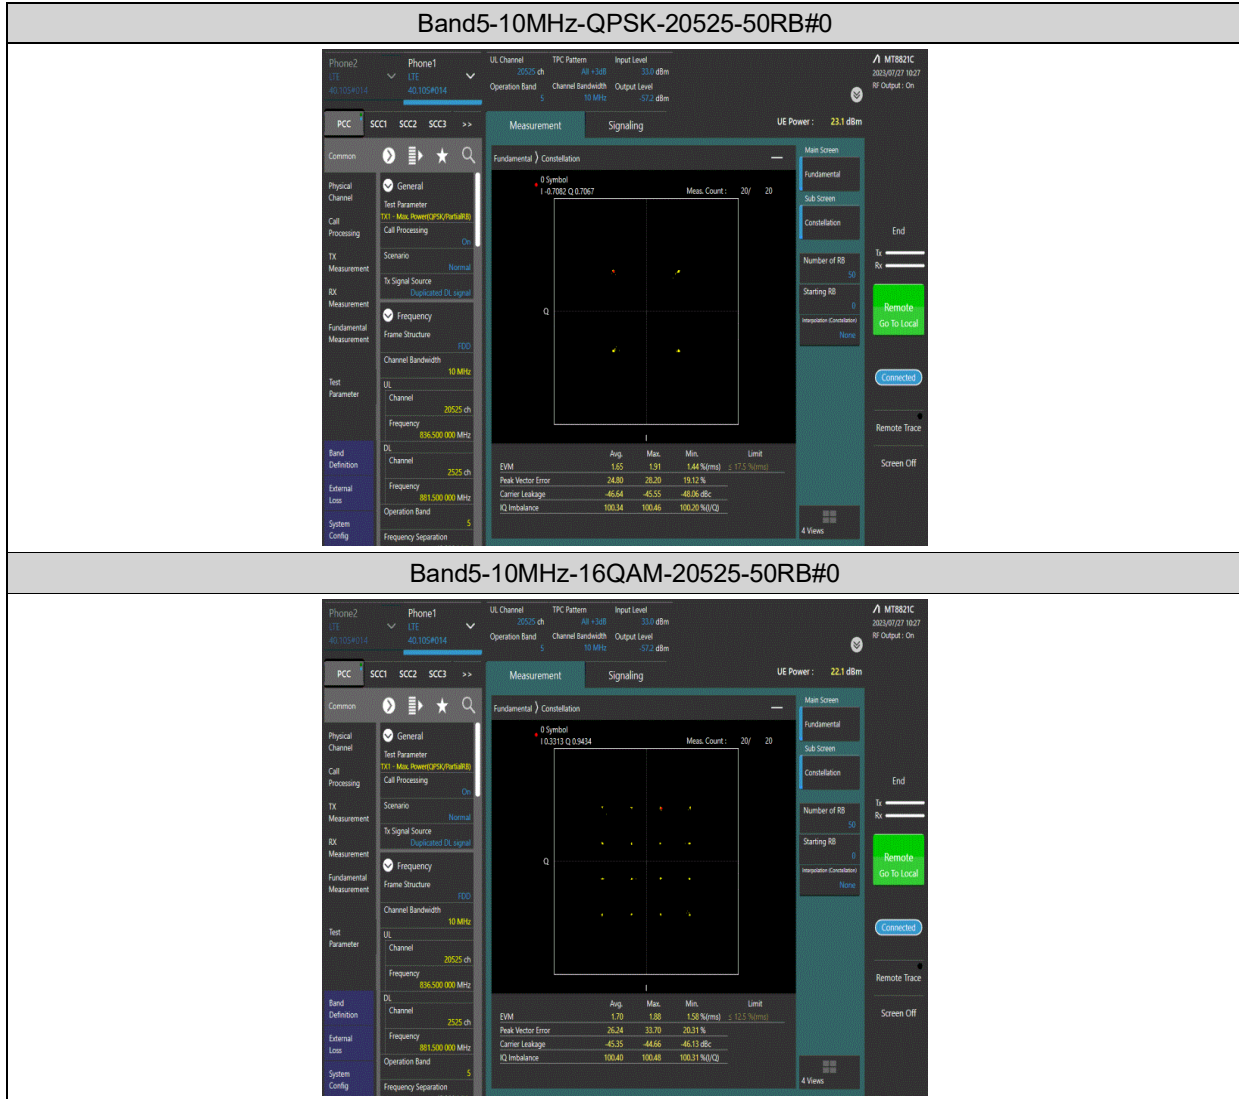 Band5-10MHz-QPSK-20525-50RB#0
Phone2
LTE
40.105#014
Phone1
LTE
40.105#014
UL Channel
20525 ch
TPC Pattern
All +3dB
Input Level
33.0 dBm
Operation Band
5
Channel Bandwidth
10 MHz
Output Level
-57.2 dBm
MT8821C
2023/07/27 10:27
RF Output : On
PCC SCC1 SCC2 SCC3 >>
Measurement
Signaling
UE Power : 23.1 dBm
Common
Physical
Channel
Call
Processing
TX
Measurement
RX
Measurement
Fundamental
Measurement
Test
Parameter
Band
Definition
External
Loss
System
Config
General
Test Parameter
TX1 - Max. Power(QPSK/PartialRB)
Call Processing
On
Scenario
Normal
Tx Signal Source
Duplicated DL signal
Frequency
Frame Structure
FDD
Channel Bandwidth
10 MHz
UL
Channel
20525 ch
Frequency
836.500 000 MHz
DL
Channel
2525 ch
Frequency
881.500 000 MHz
Operation Band
5
Frequency Separation
Fundamental 〉 Constellation
0 Symbol
I -0.7082 Q 0.7067
Meas. Count : 20/ 20
Q
I
Avg. Max. Min. Limit
EVM 1.65 1.91 1.44 %(rms) ≤ 17.5 %(rms)
Peak Vector Error 24.80 28.20 19.12 %
Carrier Leakage -46.64 -45.55 -48.06 dBc
IQ Imbalance 100.34 100.46 100.20 %(I/Q)
Main Screen
Fundamental
Sub Screen
Constellation
Number of RB
50
Starting RB
0
Interpolation (Constellation)
None
4 Views
End
Tx
Rx
Remote
Go To Local
Connected
Remote Trace
Screen Off
Band5-10MHz-16QAM-20525-50RB#0
Phone2
LTE
40.105#014
Phone1
LTE
40.105#014
UL Channel
20525 ch
TPC Pattern
All +3dB
Input Level
33.0 dBm
Operation Band
5
Channel Bandwidth
10 MHz
Output Level
-57.2 dBm
MT8821C
2023/07/27 10:27
RF Output : On
PCC SCC1 SCC2 SCC3 >>
Measurement
Signaling
UE Power : 22.1 dBm
Common
Physical
Channel
Call
Processing
TX
Measurement
RX
Measurement
Fundamental
Measurement
Test
Parameter
Band
Definition
External
Loss
System
Config
General
Test Parameter
TX1 - Max. Power(QPSK/PartialRB)
Call Processing
On
Scenario
Normal
Tx Signal Source
Duplicated DL signal
Frequency
Frame Structure
FDD
Channel Bandwidth
10 MHz
UL
Channel
20525 ch
Frequency
836.500 000 MHz
DL
Channel
2525 ch
Frequency
881.500 000 MHz
Operation Band
5
Frequency Separation
Fundamental 〉 Constellation
0 Symbol
I 0.3313 Q 0.9434
Meas. Count : 20/ 20
Q
I
Avg. Max. Min. Limit
EVM 1.70 1.88 1.58 %(rms) ≤ 12.5 %(rms)
Peak Vector Error 26.24 33.70 20.31 %
Carrier Leakage -45.35 -44.66 -46.13 dBc
IQ Imbalance 100.40 100.48 100.31 %(I/Q)
Main Screen
Fundamental
Sub Screen
Constellation
Number of RB
50
Starting RB
0
Interpolation (Constellation)
None
4 Views
End
Tx
Rx
Remote
Go To Local
Connected
Remote Trace
Screen Off